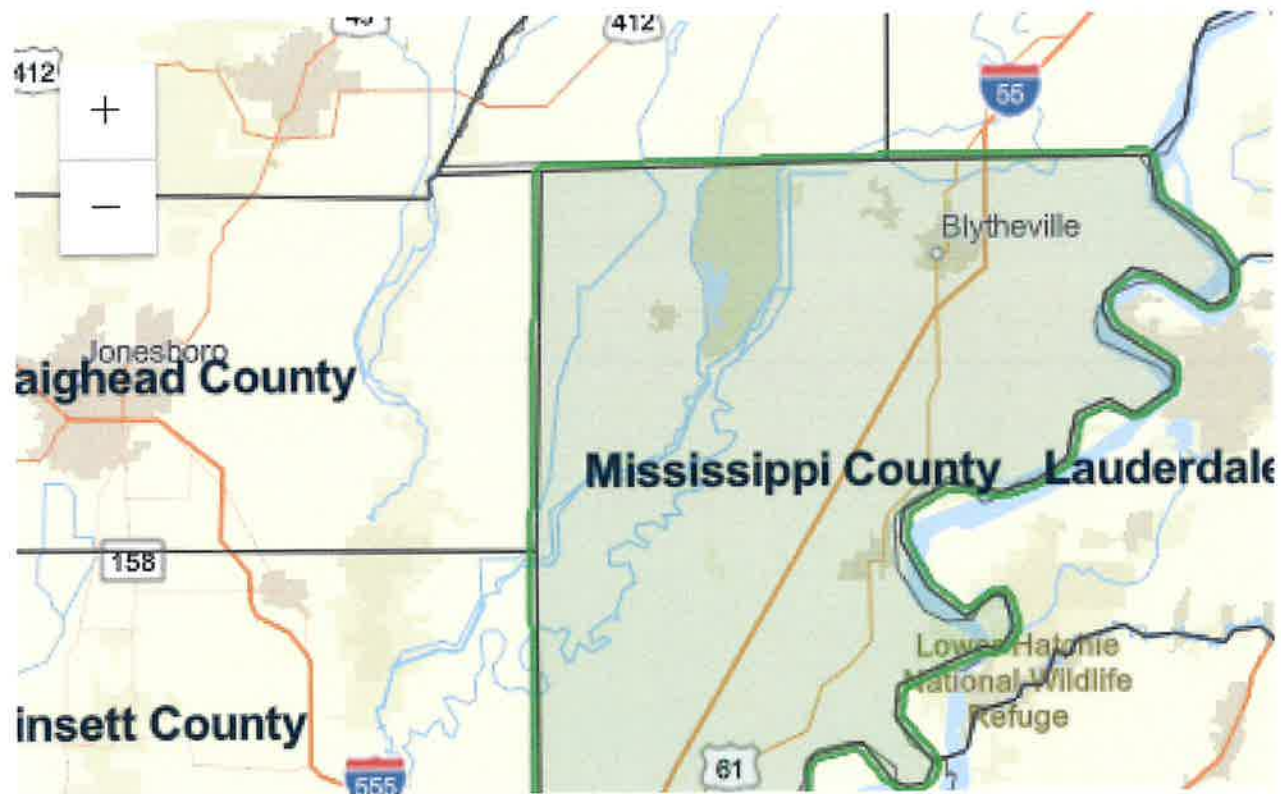 412
412
+
55
−
Blytheville
Jonesboro
aighead County
Mississippi County
Lauderdale
158
Lower Hatchie
National Wildlife
Refuge
insett County
61
555